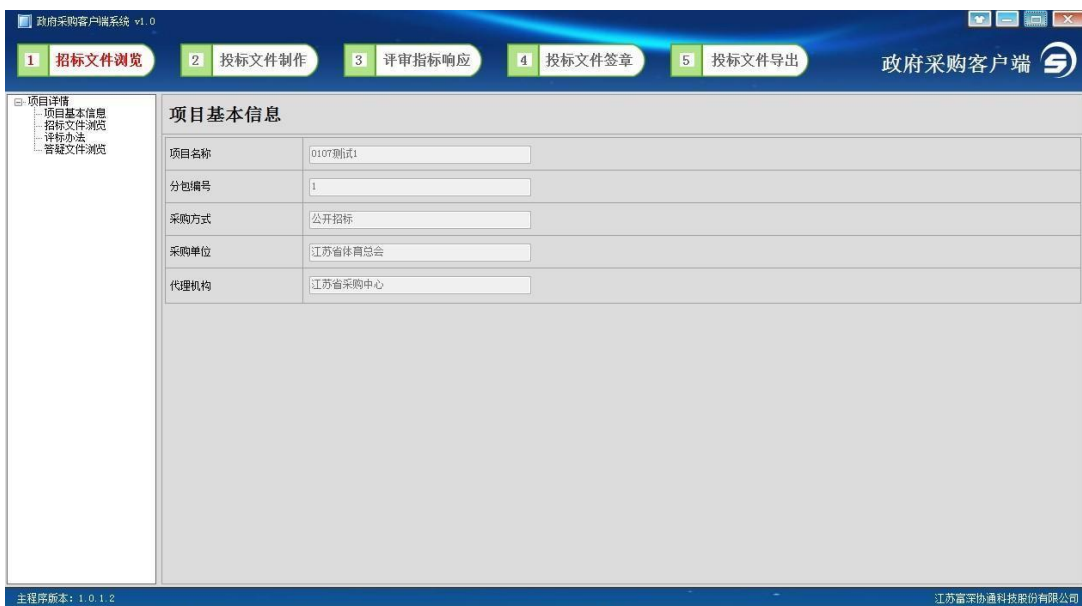 政府采购客户端系统 v1.0
1 招标文件浏览 2 投标文件制作 3 评审指标响应 4 投标文件签章 5 投标文件导出 政府采购客户端
项目详情
项目基本信息
招标文件浏览
评标办法
答疑文件浏览
项目基本信息
项目名称 0107测试1
分包编号 1
采购方式 公开招标
采购单位 江苏省体育总会
代理机构 江苏省采购中心
主程序版本: 1.0.1.2 江苏富深协通科技股份有限公司